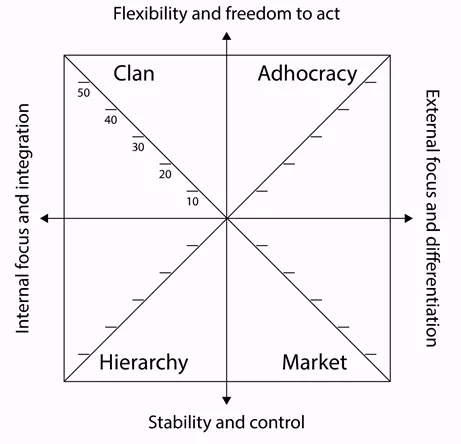 Flexibility and freedom to act
Clan
Adhocracy
50
40
30
20
10
Internal focus and integration
External focus and differentiation
Hierarchy
Market
Stability and control